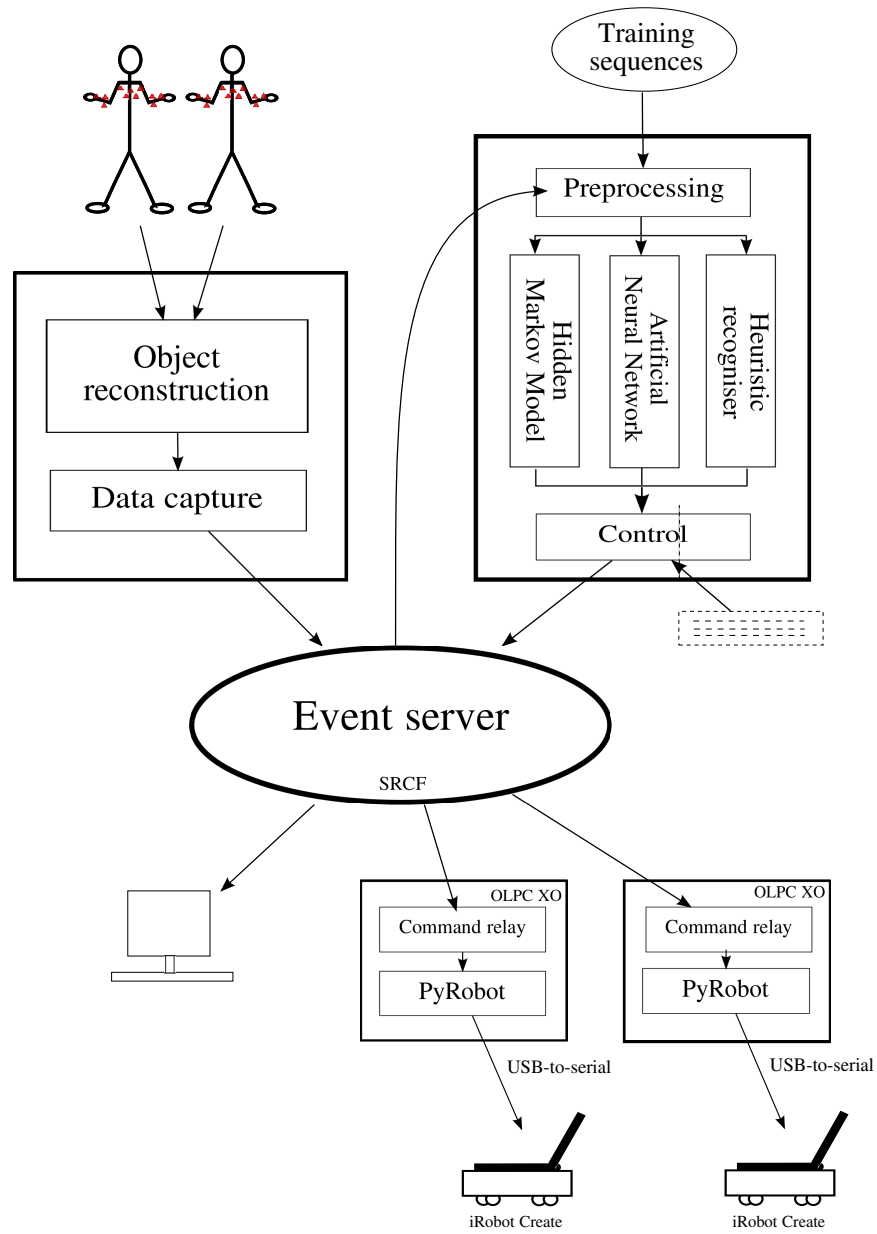 Training
sequences
Preprocessing
Hidden
Markov Model
Artificial
Neural Network
Heuristic
recogniser
Control
Object
reconstruction
Data capture
Event server
SRCF
OLPC XO
Command relay
PyRobot
USB-to-serial
iRobot Create
OLPC XO
Command relay
PyRobot
USB-to-serial
iRobot Create